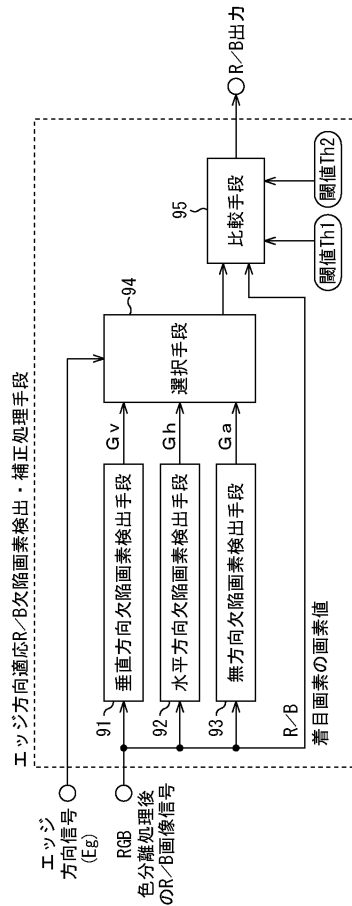 エッジ方向適応R/B欠陥画素検出・補正処理手段
エッジ
方向信号
(Eg)
RGB
色分離処理後
のR/B画像信号
91
垂直方向欠陥画素検出手段
Gv
92
水平方向欠陥画素検出手段
Gh
93
無方向欠陥画素検出手段
Ga
94
選択手段
95
比較手段
R/B出力
閾値Th1
閾値Th2
R/B
着目画素の画素値